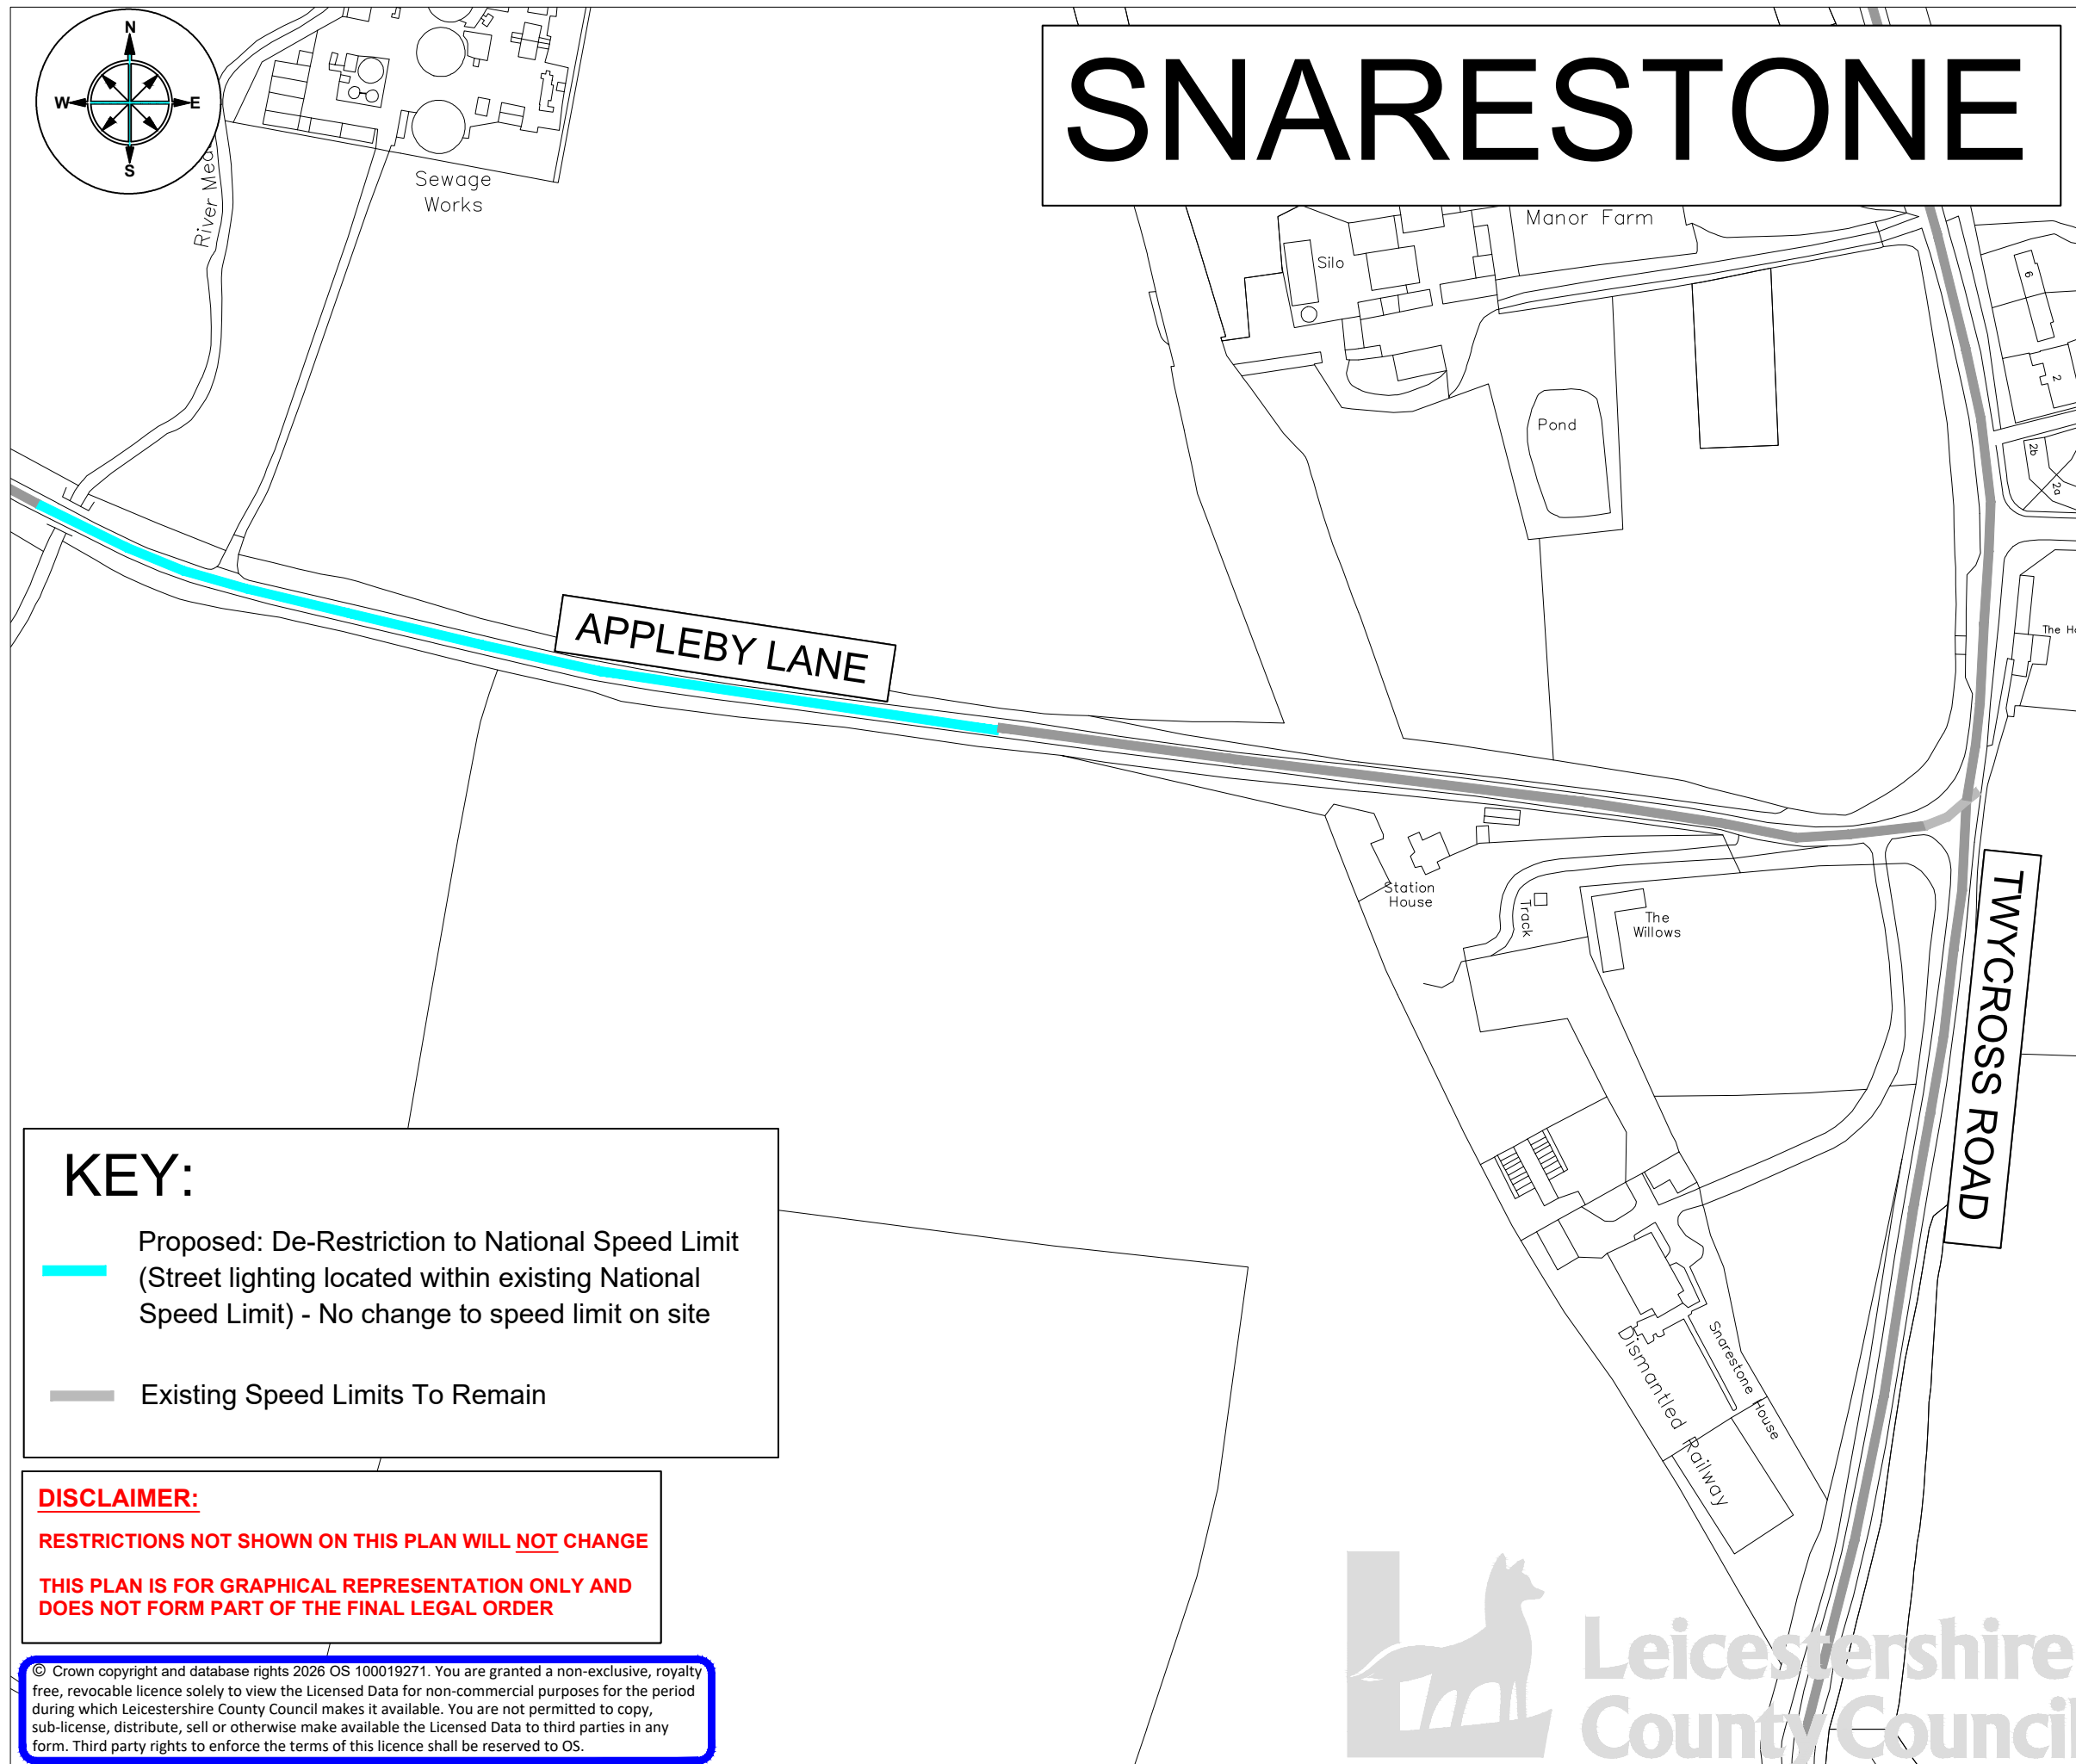 SNARESTONE
N
W
E
S
River Mea
Sewage
Works
Manor Farm
Silo
6
2
Pond
2b
2a
The Ho
APPLEBY LANE
Station
House
Track
The
Willows
TWYCROSS ROAD
Snarestone House
Dismantled Railway
KEY:
Proposed: De-Restriction to National Speed Limit
(Street lighting located within existing National
Speed Limit) - No change to speed limit on site
Existing Speed Limits To Remain
DISCLAIMER:
RESTRICTIONS NOT SHOWN ON THIS PLAN WILL NOT CHANGE
THIS PLAN IS FOR GRAPHICAL REPRESENTATION ONLY AND
DOES NOT FORM PART OF THE FINAL LEGAL ORDER
© Crown copyright and database rights 2026 OS 100019271. You are granted a non-exclusive, royalty
free, revocable licence solely to view the Licensed Data for non-commercial purposes for the period
during which Leicestershire County Council makes it available. You are not permitted to copy,
sub-license, distribute, sell or otherwise make available the Licensed Data to third parties in any
form. Third party rights to enforce the terms of this licence shall be reserved to OS.
Leicestershire
County Council